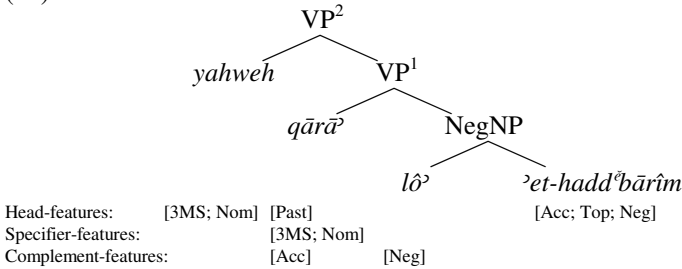 VP²
yahweh VP¹
qārāʾ NegNP
lôʾ ʾet-haddᵉ̆bārîm
Head-features: [3MS; Nom] [Past] [Acc; Top; Neg]
Specifier-features: [3MS; Nom]
Complement-features: [Acc] [Neg]